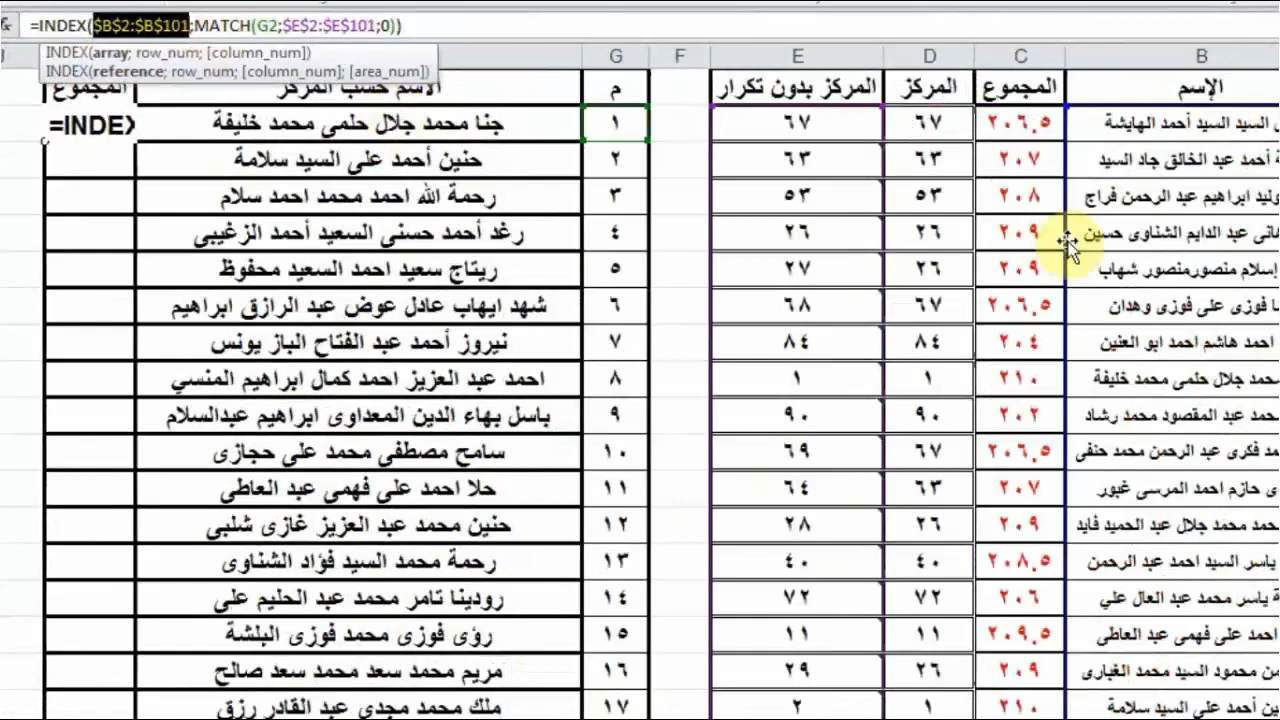 =INDEX($B$2:$B$101;MATCH(G2;$E$2:$E$101;0))
INDEX(array; row_num; [column_num])
INDEX(reference; row_num; [column_num]; [area_num])
B C D E F G
الإسم المجموع المركز المركز بدون تكرار م الاسم حسب المركز المجموع
السيد السيد أحمد الهايشة ٢٠٦.٥ ٦٧ ٦٧ ١ جنا محمد جلال حلمى محمد خليفة =INDEX
أحمد عبد الخالق جاد السيد ٢٠٧ ٦٣ ٦٣ ٢ حنين أحمد على السيد سلامة
وليد ابراهيم عبد الرحمن فراج ٢٠٨ ٥٣ ٥٣ ٣ رحمة الله احمد محمد احمد سلام
هانى عبد الدايم الشناوى حسين ٢٠٩ ٢٦ ٢٦ ٤ رغد أحمد حسنى السعيد أحمد الزغيبى
إسلام منصورمنصور شهاب ٢٠٩ ٢٦ ٢٧ ٥ ريتاج سعيد احمد السعيد محفوظ
فوزى على فوزى وهدان ٢٠٦.٥ ٦٧ ٦٨ ٦ شهد ايهاب عادل عوض عبد الرازق ابراهيم
احمد هاشم احمد ابو العنين ٢٠٤ ٨٤ ٨٤ ٧ نيروز أحمد عبد الفتاح الباز يونس
محمد جلال حلمى محمد خليفة ٢١٠ ١ ١ ٨ احمد عبد العزيز احمد كمال ابراهيم المنسي
عبد المقصود محمد رشاد ٢٠٢ ٩٠ ٩٠ ٩ باسل بهاء الدين المعداوى ابراهيم عبدالسلام
فكرى عبد الرحمن محمد حنفى ٢٠٦.٥ ٦٧ ٦٩ ١٠ سامح مصطفى محمد على حجازى
حازم احمد المرسى غبور ٢٠٧ ٦٣ ٦٤ ١١ حلا احمد على فهمى عبد العاطى
محمد جلال عبد الحميد فايد ٢٠٩ ٢٦ ٢٨ ١٢ حنين محمد عبد العزيز غازى شلبى
ياسر السيد احمد عبد الرحمن ٢٠٨.٥ ٤٠ ٤٠ ١٣ رحمة محمد السيد فؤاد الشناوى
ياسر محمد عبد العال علي ٢٠٦ ٧٢ ٧٢ ١٤ رودينا تامر محمد عبد الحليم على
احمد على فهمى عبد العاطى ٢٠٩.٥ ١١ ١١ ١٥ رؤى فوزى محمد فوزى البلشة
محمود السيد محمد الغبارى ٢٠٩ ٢٦ ٢٩ ١٦ مريم محمد سعد محمد سعد صالح
أحمد على السيد سلامة ٢١٠ ١ ٢ ١٧ ملك محمد مجدى عبد القادر رزق